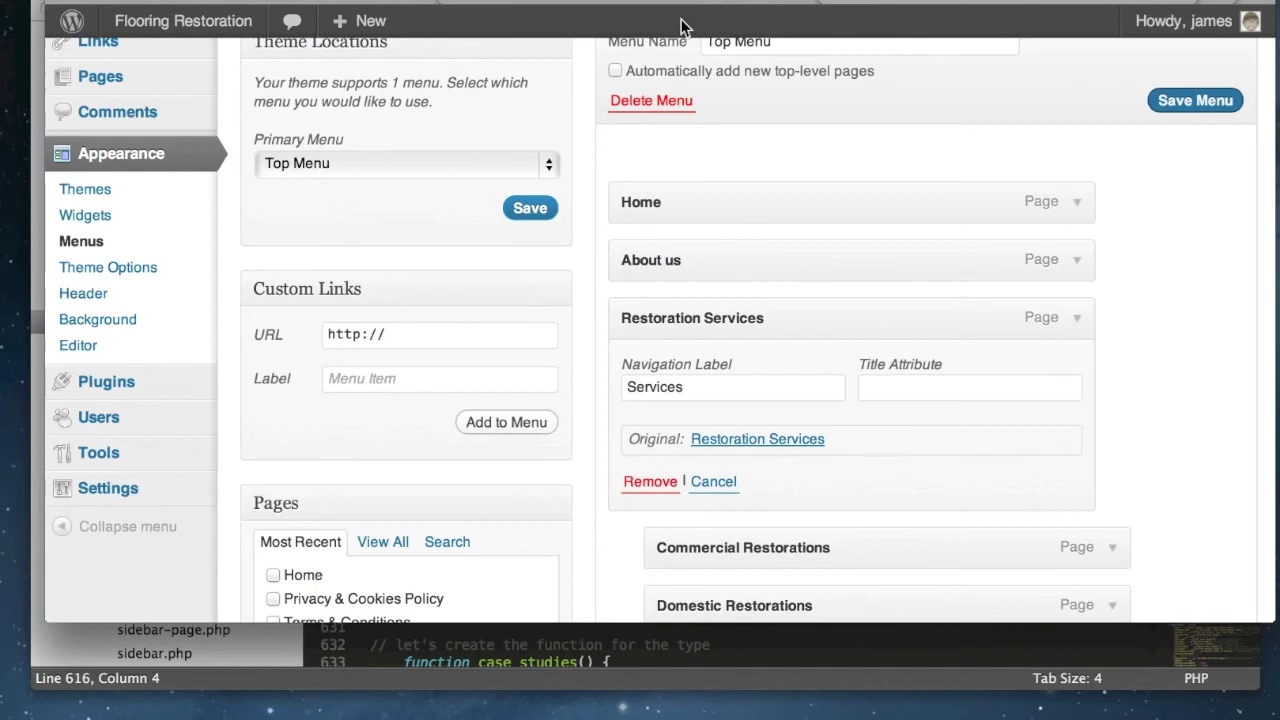 Flooring Restoration
New
Howdy, james
Links
Pages
Comments
Appearance
Themes
Widgets
Menus
Theme Options
Header
Background
Editor
Plugins
Users
Tools
Settings
Collapse menu
Theme Locations
Your theme supports 1 menu. Select which
menu you would like to use.
Primary Menu
Top Menu
Save
Custom Links
URL http://
Label Menu Item
Add to Menu
Pages
Most Recent View All Search
Home
Privacy & Cookies Policy
Terms & Conditions
Menu Name Top Menu
Automatically add new top-level pages
Delete Menu
Save Menu
Home Page
About us Page
Restoration Services Page
Navigation Label Title Attribute
Services
Original: Restoration Services
Remove | Cancel
Commercial Restorations Page
Domestic Restorations Page
sidebar-page.php
sidebar.php
631
632 // let's create the function for the type
633 function case_studies() {
Line 616, Column 4
Tab Size: 4
PHP